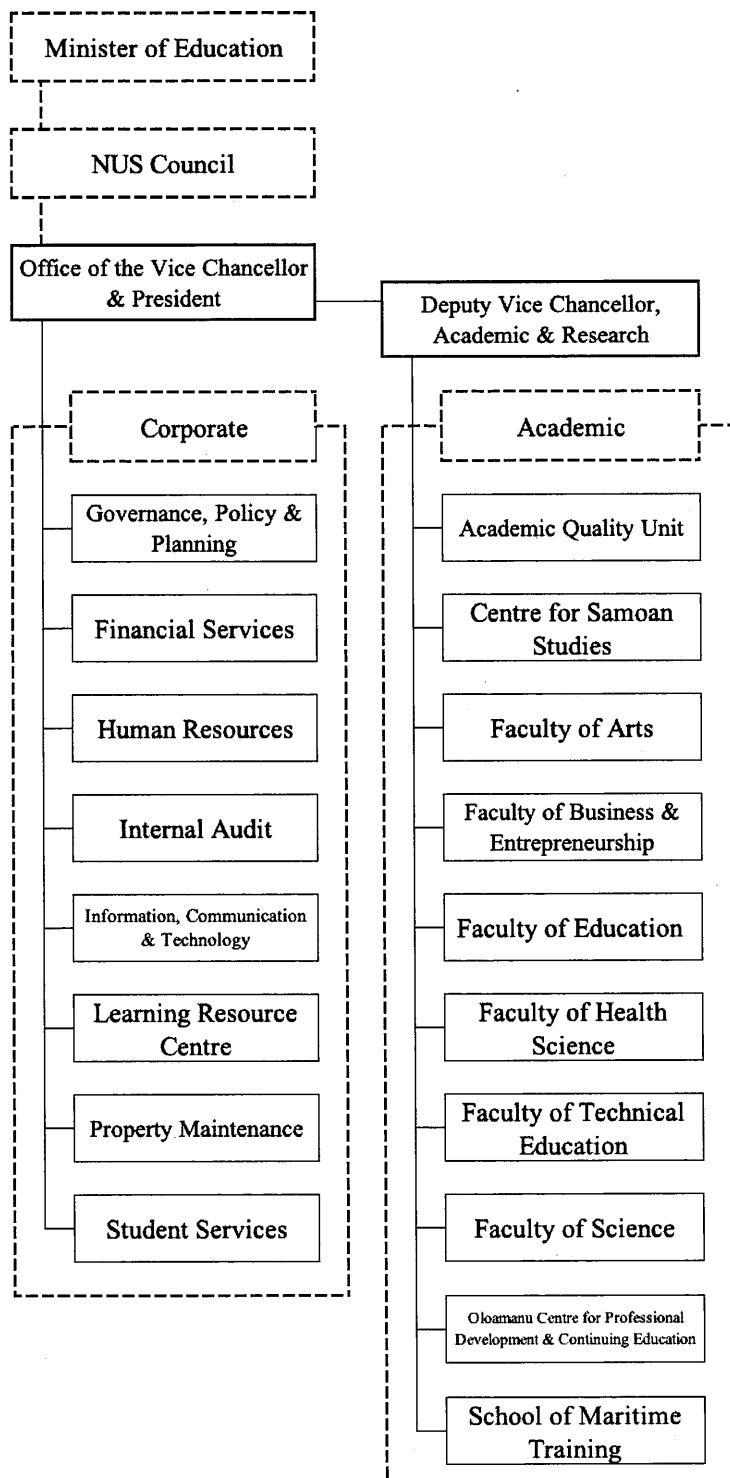 Minister of Education
NUS Council
Office of the Vice Chancellor
& President
Deputy Vice Chancellor,
Academic & Research
Corporate
Governance, Policy &
Planning
Financial Services
Human Resources
Internal Audit
Information, Communication
& Technology
Learning Resource
Centre
Property Maintenance
Student Services
Academic
Academic Quality Unit
Centre for Samoan
Studies
Faculty of Arts
Faculty of Business &
Entrepreneurship
Faculty of Education
Faculty of Health
Science
Faculty of Technical
Education
Faculty of Science
Oloamanu Centre for Professional
Development & Continuing Education
School of Maritime
Training